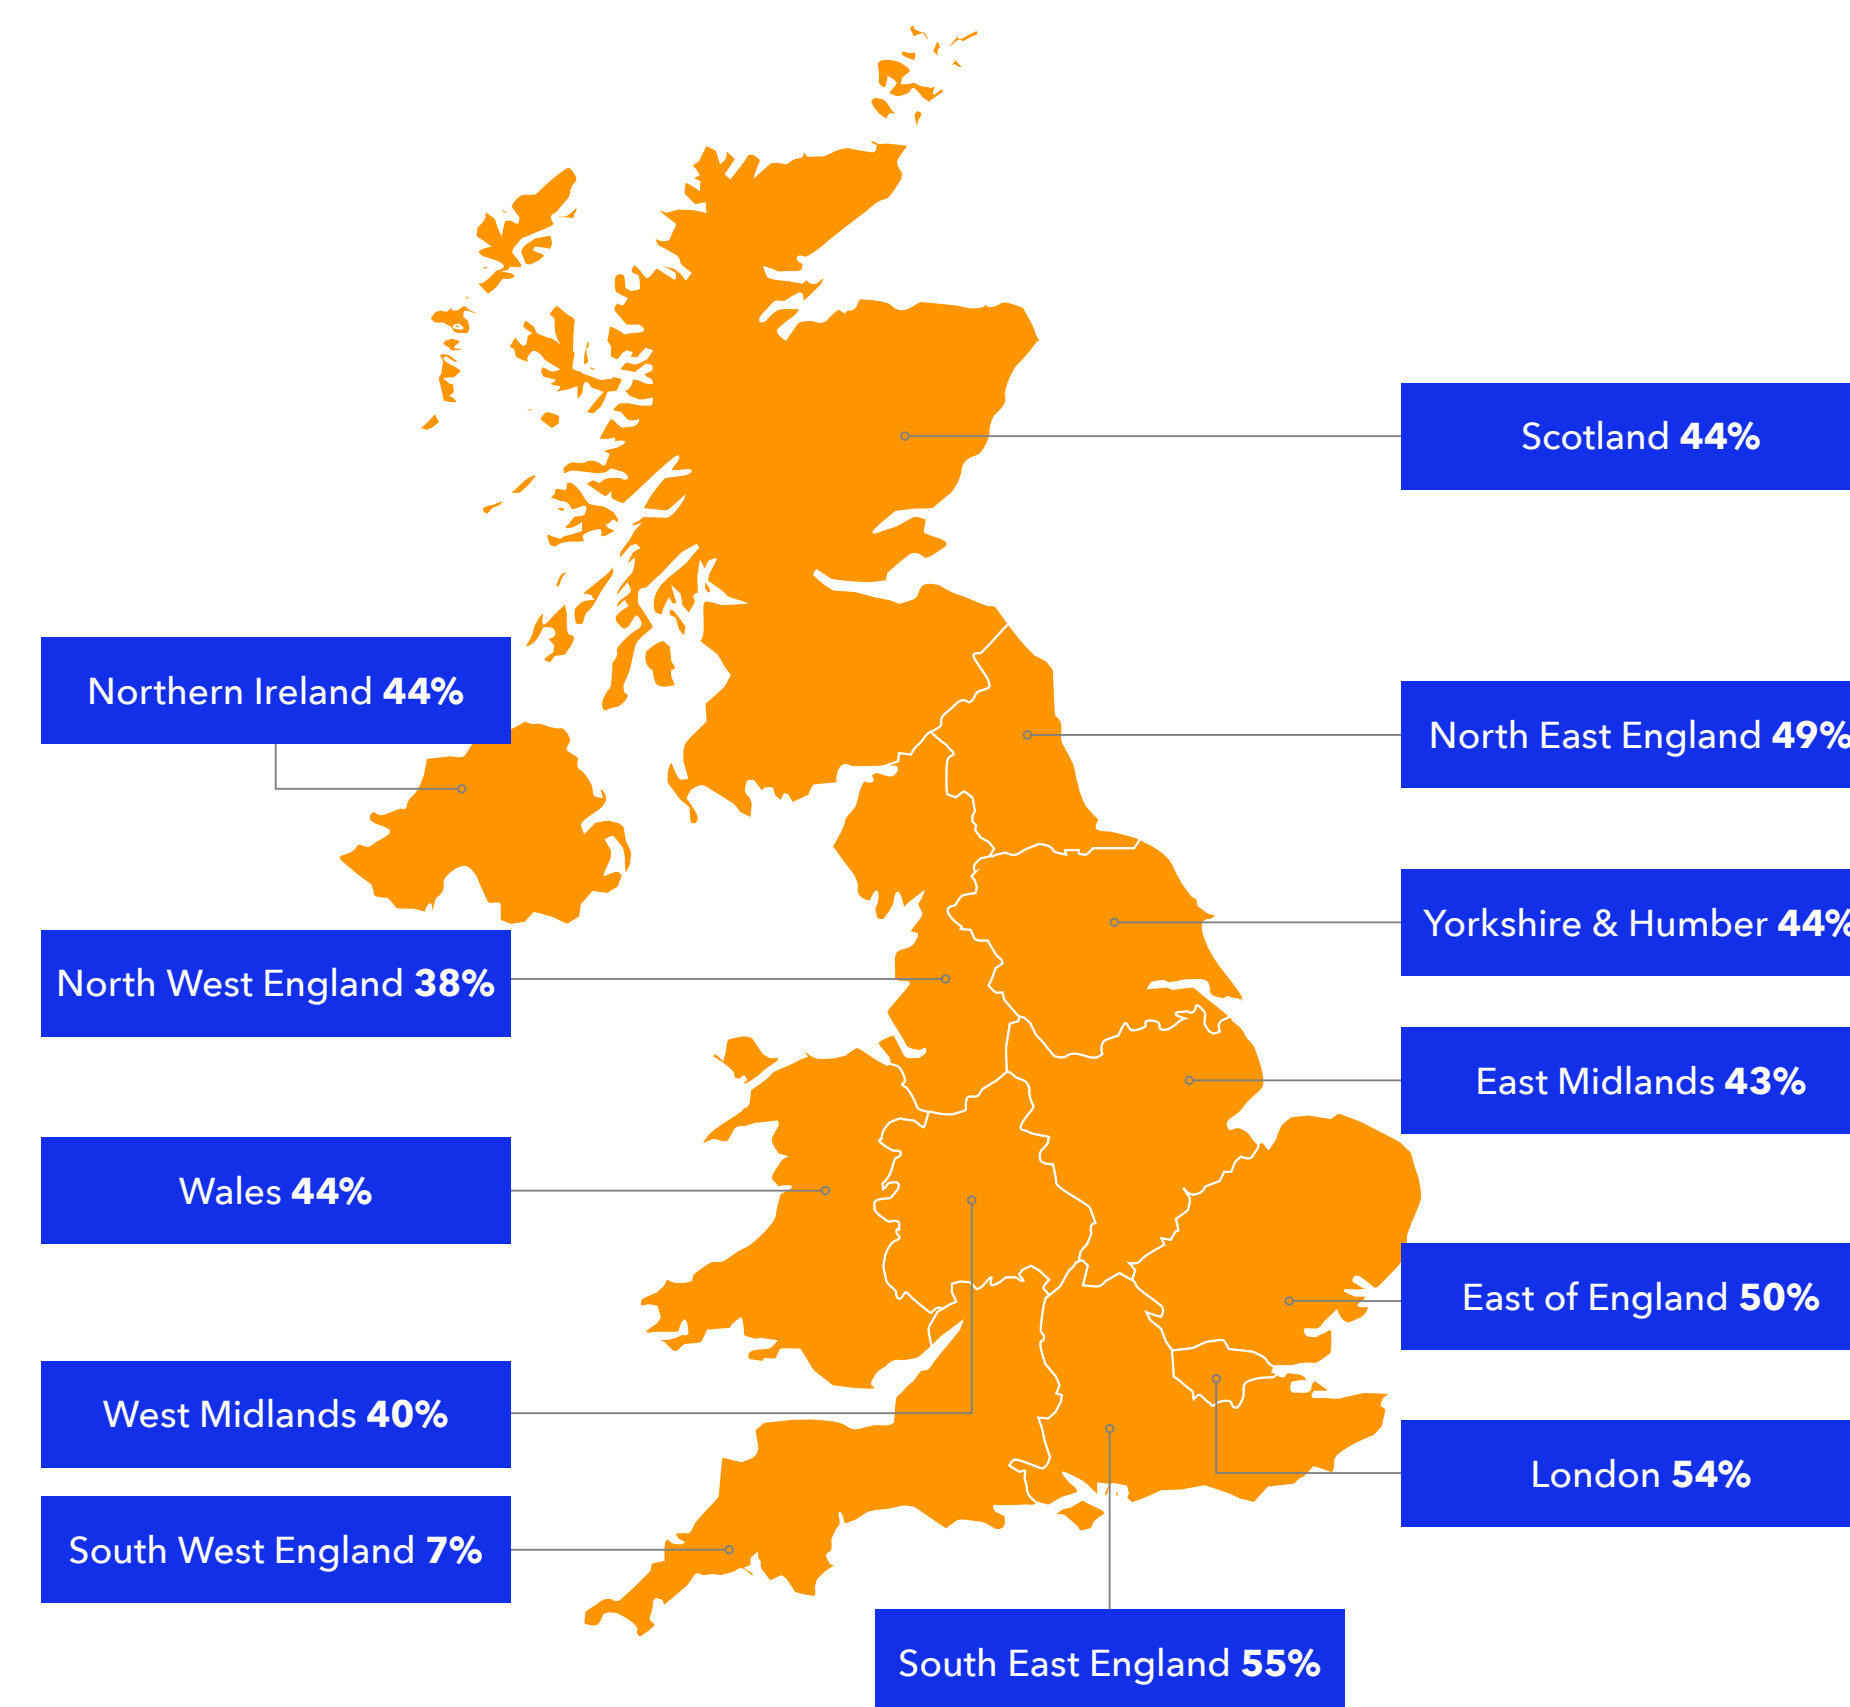 Scotland 44%
Northern Ireland 44%
North East England 49%
Yorkshire & Humber 44%
North West England 38%
East Midlands 43%
Wales 44%
East of England 50%
West Midlands 40%
London 54%
South West England 7%
South East England 55%